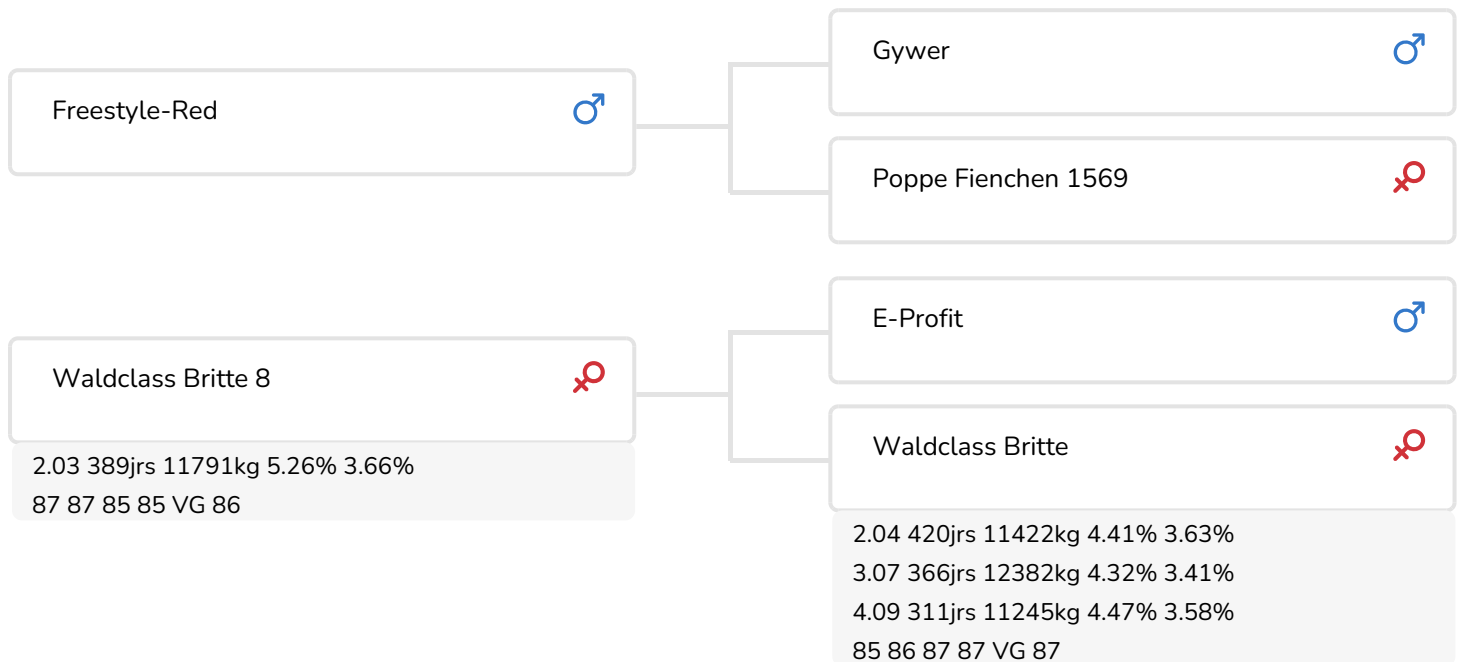 Freestyle-Red
Gywer
Poppe Fienchen 1569
Waldclass Britte 8
2.03 389jrs 11791kg 5.26% 3.66%
87 87 85 85 VG 86
E-Profit
Waldclass Britte
2.04 420jrs 11422kg 4.41% 3.63%
3.07 366jrs 12382kg 4.32% 3.41%
4.09 311jrs 11245kg 4.47% 3.58%
85 86 87 87 VG 87